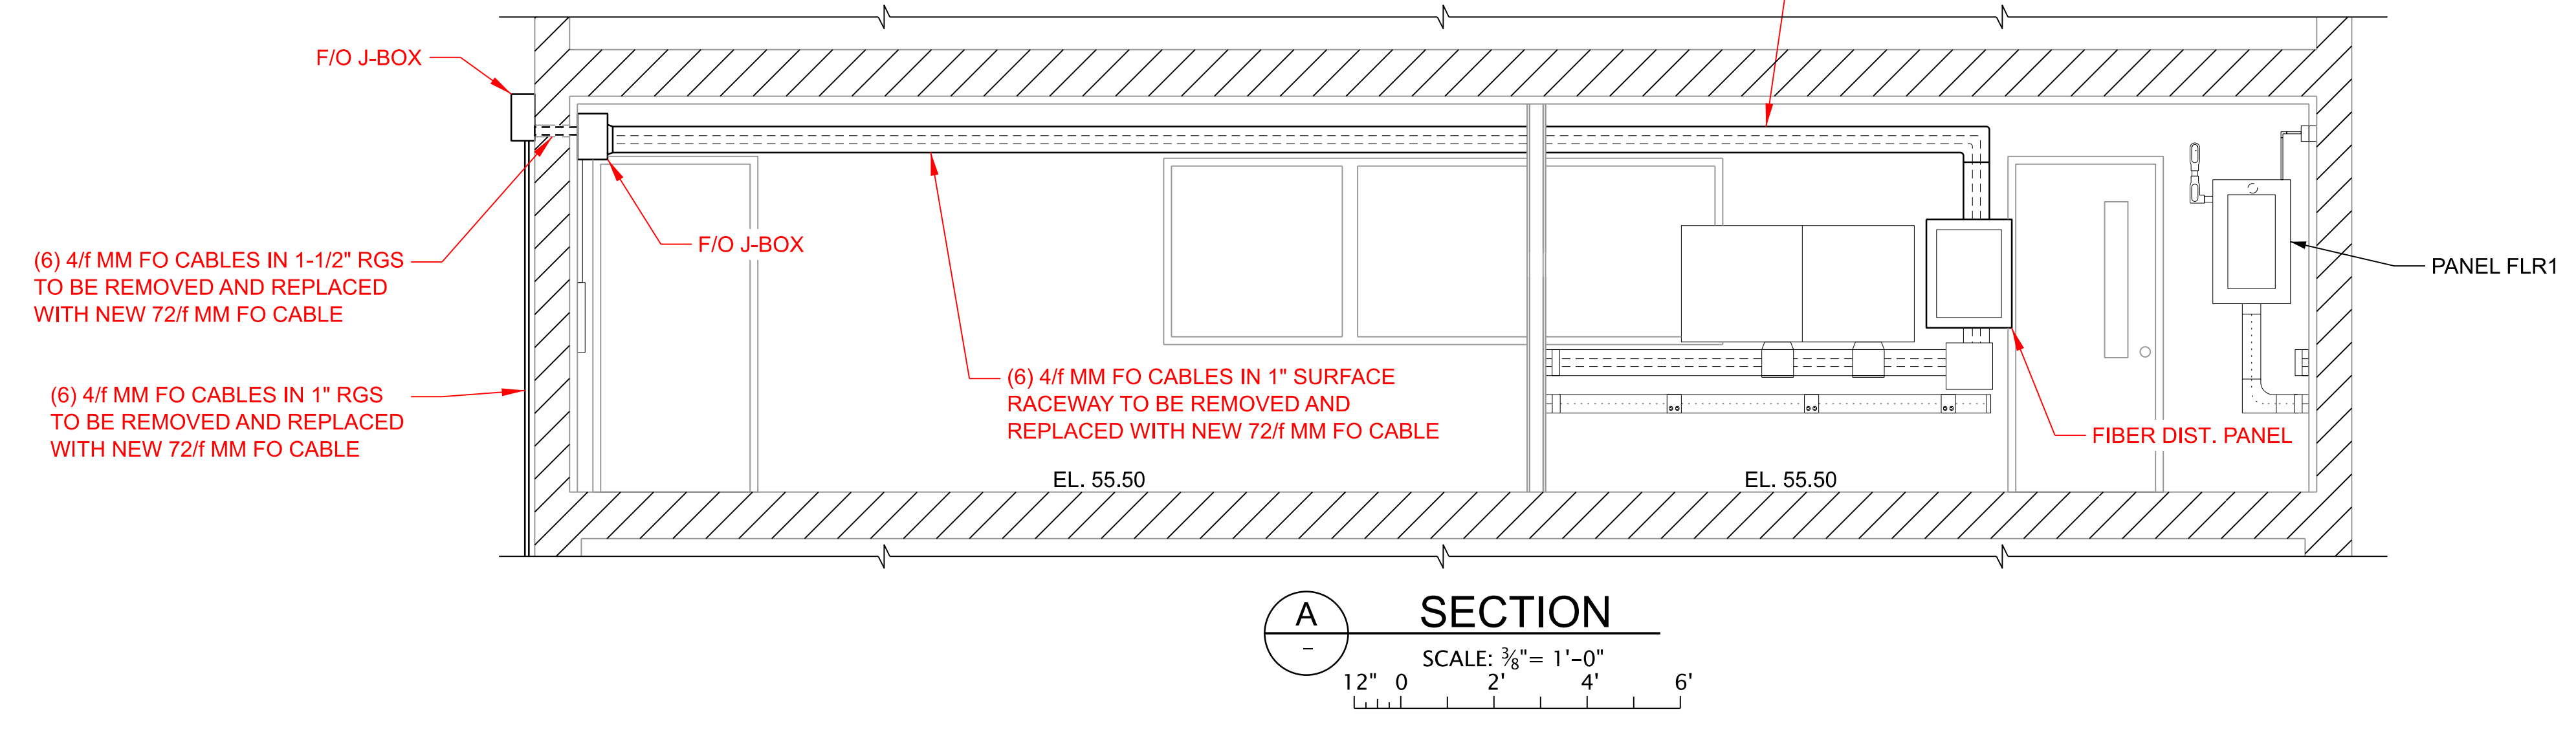 F/O J-BOX
(6) 4/f MM FO CABLES IN 1-1/2" RGS
TO BE REMOVED AND REPLACED
WITH NEW 72/f MM FO CABLE
(6) 4/f MM FO CABLES IN 1" RGS
TO BE REMOVED AND REPLACED
WITH NEW 72/f MM FO CABLE
F/O J-BOX
(6) 4/f MM FO CABLES IN 1" SURFACE
RACEWAY TO BE REMOVED AND
REPLACED WITH NEW 72/f MM FO CABLE
PANEL FLR1
FIBER DIST. PANEL
EL. 55.50
EL. 55.50
A
-
SECTION
SCALE: 3/8"= 1'-0"
12" 0 2' 4' 6'